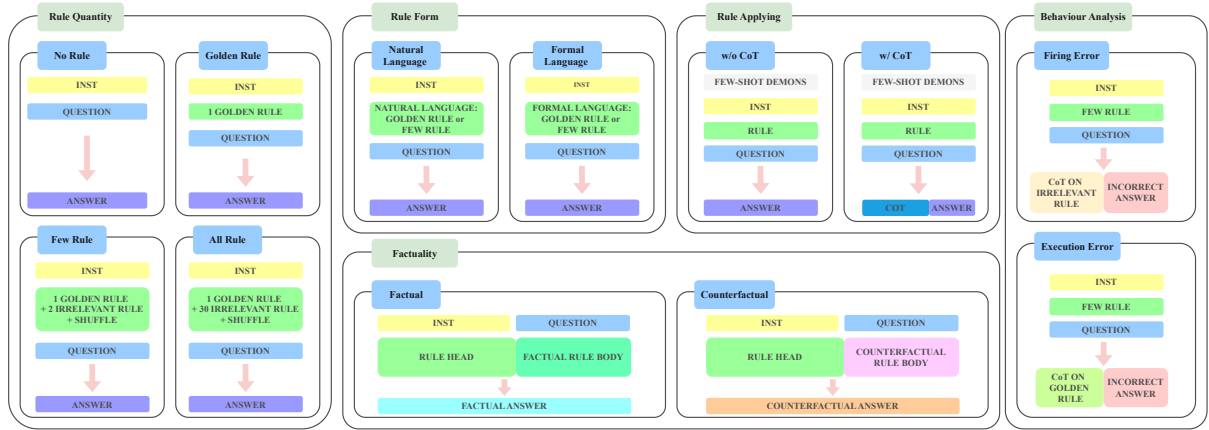 Rule Quantity
No Rule
INST
QUESTION
ANSWER
Golden Rule
INST
1 GOLDEN RULE
QUESTION
ANSWER
Few Rule
INST
1 GOLDEN RULE
+ 2 IRRELEVANT RULE
+ SHUFFLE
QUESTION
ANSWER
All Rule
INST
1 GOLDEN RULE
+ 30 IRRELEVANT RULE
+ SHUFFLE
QUESTION
ANSWER
Rule Form
Natural
Language
INST
NATURAL LANGUAGE:
GOLDEN RULE or
FEW RULE
QUESTION
ANSWER
Formal
Language
INST
FORMAL LANGUAGE:
GOLDEN RULE or
FEW RULE
QUESTION
ANSWER
Rule Applying
w/o CoT
FEW-SHOT DEMONS
INST
RULE
QUESTION
ANSWER
w/ CoT
FEW-SHOT DEMONS
INST
RULE
QUESTION
COT
ANSWER
Factuality
Factual
INST
QUESTION
RULE HEAD
FACTUAL RULE BODY
FACTUAL ANSWER
Counterfactual
INST
QUESTION
RULE HEAD
COUNTERFACTUAL
RULE BODY
COUNTERFACTUAL ANSWER
Behaviour Analysis
Firing Error
INST
FEW RULE
QUESTION
CoT ON
IRRELEVANT
RULE
INCORRECT
ANSWER
Execution Error
INST
FEW RULE
QUESTION
CoT ON
GOLDEN
RULE
INCORRECT
ANSWER